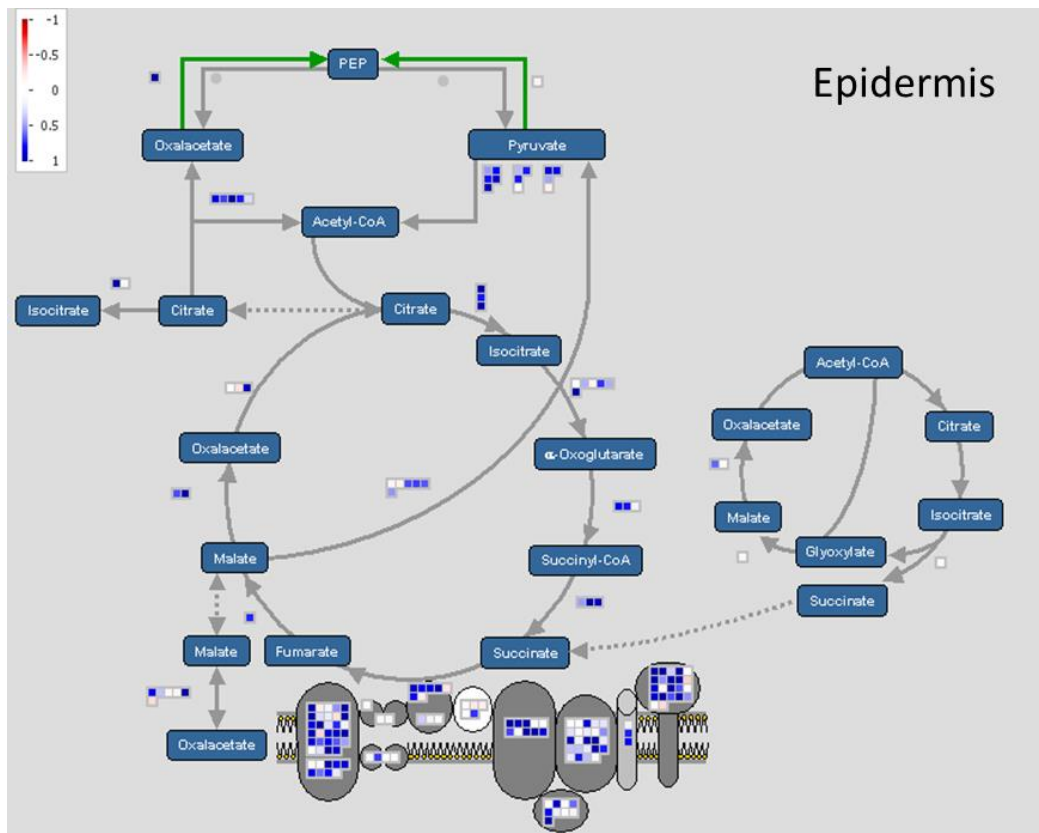 -1
-0.5
0
0.5
1
PEP
Epidermis
Oxalacetate
Pyruvate
Acetyl-CoA
Isocitrate
Citrate
Citrate
Isocitrate
Acetyl-CoA
Oxalacetate
Citrate
Oxalacetate
α-Oxoglutarate
Malate
Isocitrate
Malate
Succinyl-CoA
Glyoxylate
Succinate
Malate
Fumarate
Succinate
Oxalacetate